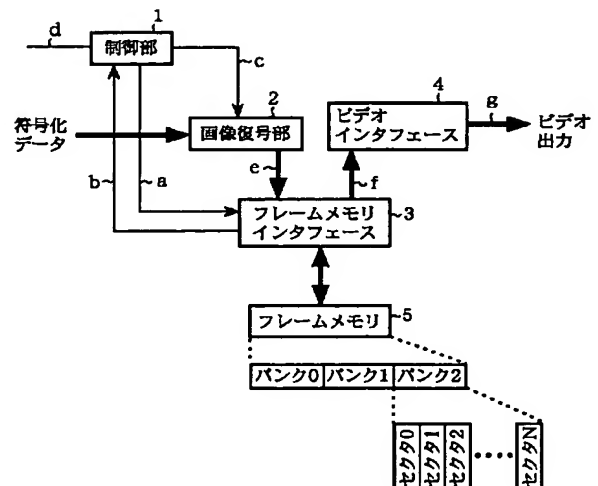 d
1
制御部
c
2
4
g
符号化
データ
画像復号部
ビデオ
インタフェース
ビデオ
出力
b
a
e
f
フレームメモリ
インタフェース
3
フレームメモリ
5
バンク0
バンク1
バンク2
セクタ0
セクタ1
セクタ2
セクタN